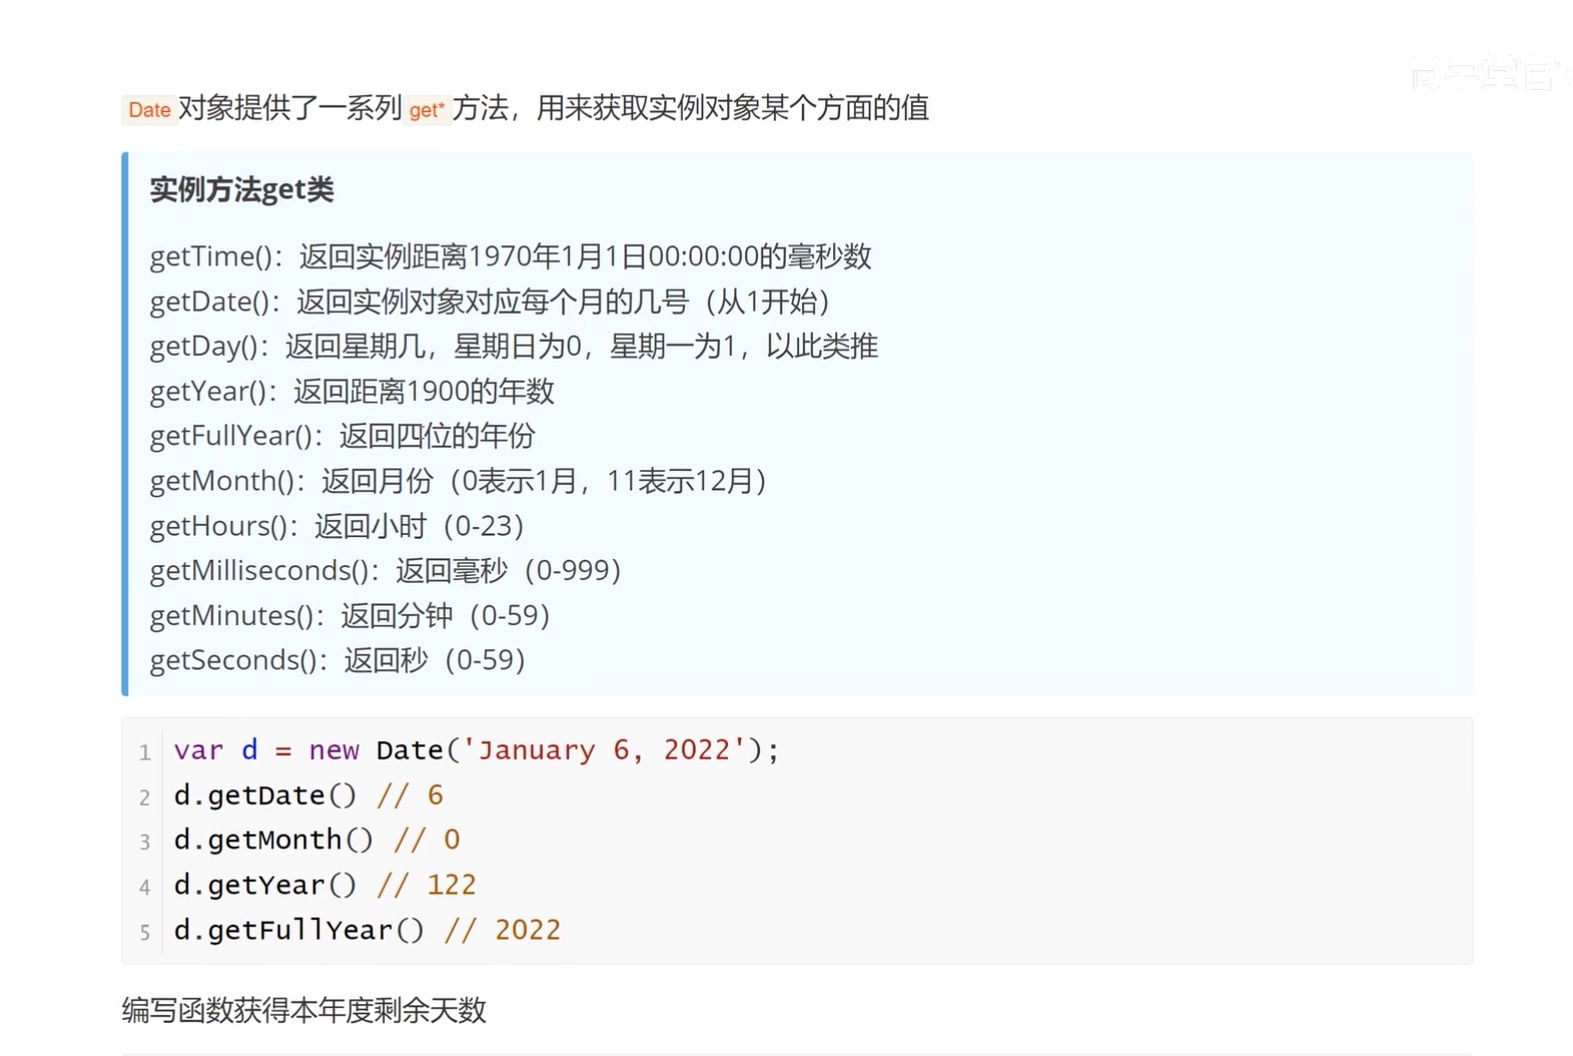 Date对象提供了一系列get*方法，用来获取实例对象某个方面的值
实例方法get类
getTime()：返回实例距离1970年1月1日00:00:00的毫秒数
getDate()：返回实例对象对应每个月的几号（从1开始）
getDay()：返回星期几，星期日为0，星期一为1，以此类推
getYear()：返回距离1900的年数
getFullYear()：返回四位的年份
getMonth()：返回月份（0表示1月，11表示12月）
getHours()：返回小时（0-23）
getMilliseconds()：返回毫秒（0-999）
getMinutes()：返回分钟（0-59）
getSeconds()：返回秒（0-59）
1 var d = new Date('January 6, 2022');
2 d.getDate() // 6
3 d.getMonth() // 0
4 d.getYear() // 122
5 d.getFullYear() // 2022
编写函数获得本年度剩余天数